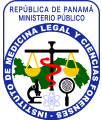 REPÚBLICA DE PANAMÁ
MINISTERIO PÚBLICO
INSTITUTO DE MEDICINA LEGAL Y CIENCIAS FORENSES